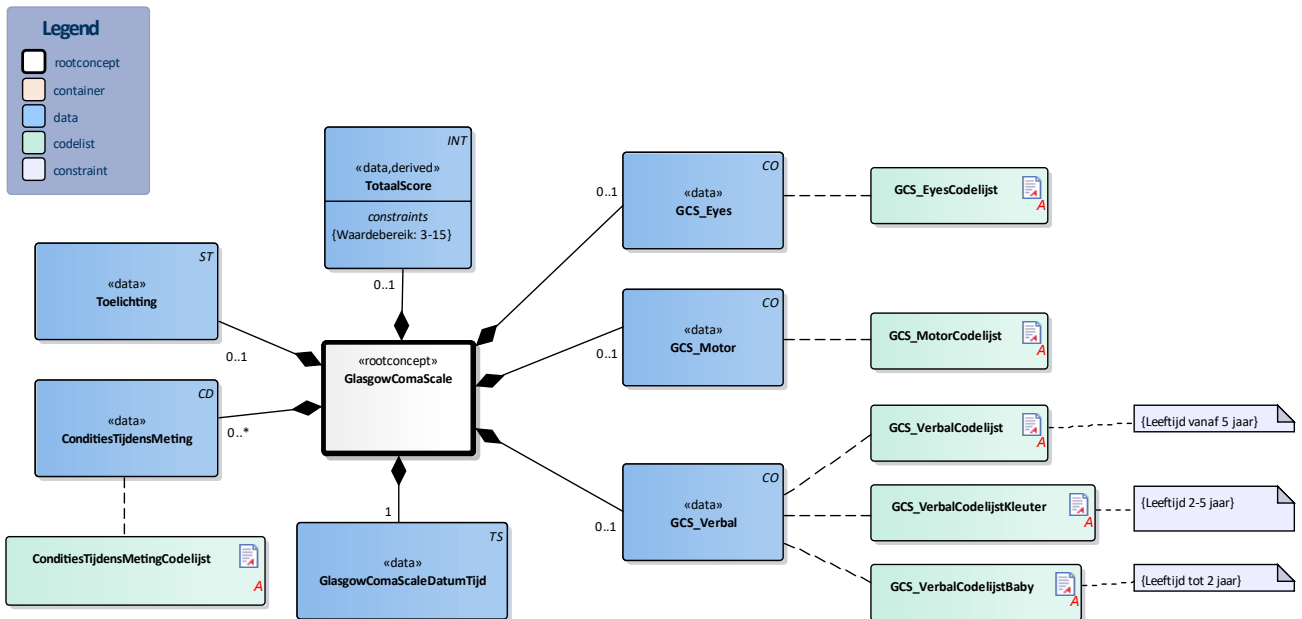 Legend
rootconcept
container
data
codelist
constraint
INT
«data,derived»
TotaalScore
constraints
{Waardebereik: 3-15}
0..1
ST
«data»
Toelichting
0..1
CD
«data»
ConditiesTijdensMeting
0..*
ConditiesTijdensMetingCodelijst
A
«rootconcept»
GlasgowComaScale
1
TS
«data»
GlasgowComaScaleDatumTijd
CO
«data»
GCS_Eyes
0..1
GCS_EyesCodelijst
A
CO
«data»
GCS_Motor
0..1
GCS_MotorCodelijst
A
CO
«data»
GCS_Verbal
0..1
GCS_VerbalCodelijst
A
{Leeftijd vanaf 5 jaar}
GCS_VerbalCodelijstKleuter
A
{Leeftijd 2-5 jaar}
GCS_VerbalCodelijstBaby
A
{Leeftijd tot 2 jaar}